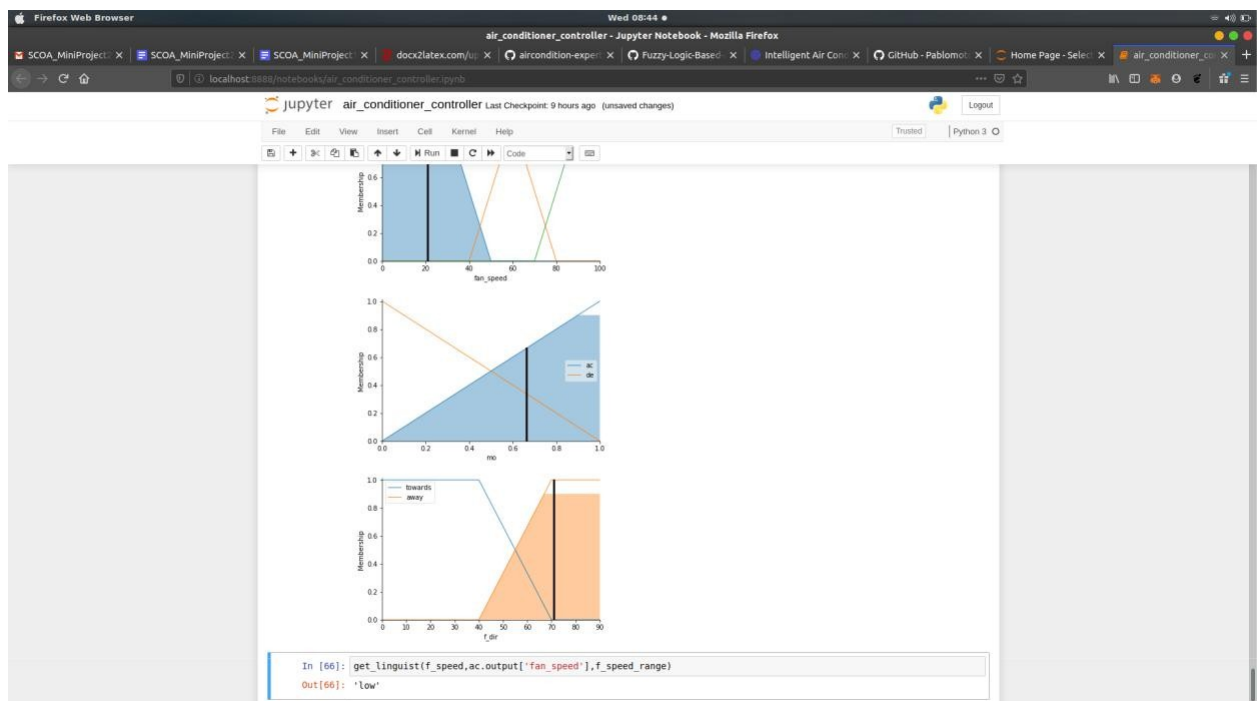 Firefox Web Browser
Wed 08:44
air_conditioner_controller - Jupyter Notebook - Mozilla Firefox
SCOA_MiniProject SCOA_MiniProject SCOA_MiniProject docx2latex.com/up aircondition-expert Fuzzy-Logic-Based- Intelligent Air Cond GitHub - Pablomot Home Page - Select air_conditioner_co
localhost:8888/notebooks/air_conditioner_controller.ipynb
jupyter air_conditioner_controller Last Checkpoint: 9 hours ago (unsaved changes) Logout
File Edit View Insert Cell Kernel Help Trusted Python 3
Run Code
Membership
0.6
0.4
0.2
0.0
0 20 40 60 80 100
fan_speed
Membership
1.0
0.8
0.6
0.4
0.2
0.0
ac
de
0.0 0.2 0.4 0.6 0.8 1.0
mo
Membership
1.0
0.8
0.6
0.4
0.2
0.0
towards
away
0 10 20 30 40 50 60 70 80 90
f_dir
In [66]: get_linguist(f_speed,ac.output['fan_speed'],f_speed_range)
Out[66]: 'low'